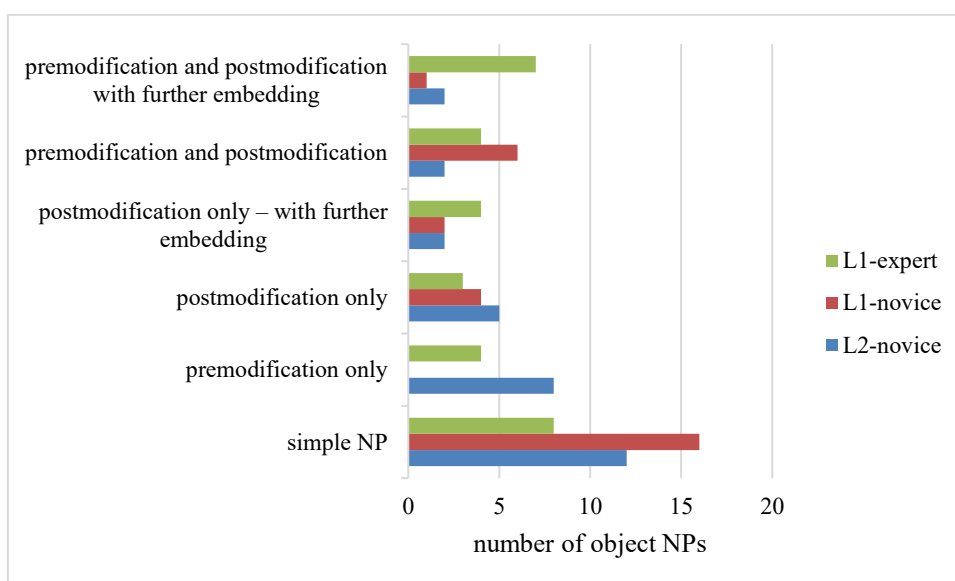 premodification and postmodification
with further embedding
premodification and postmodification
postmodification only – with further
embedding
postmodification only
premodification only
simple NP
L1-expert
L1-novice
L2-novice
0 5 10 15 20
number of object NPs